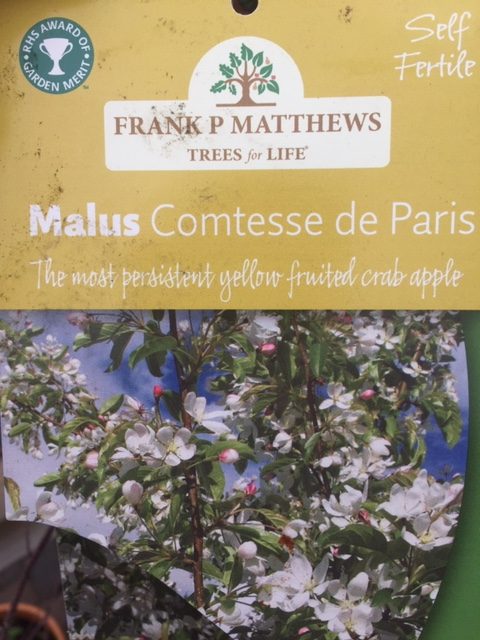 RHS AWARD OF
GARDEN MERIT
Self
Fertile
FRANK P MATTHEWS
TREES for LIFE®
Malus Comtesse de Paris
The most persistent yellow fruited crab apple